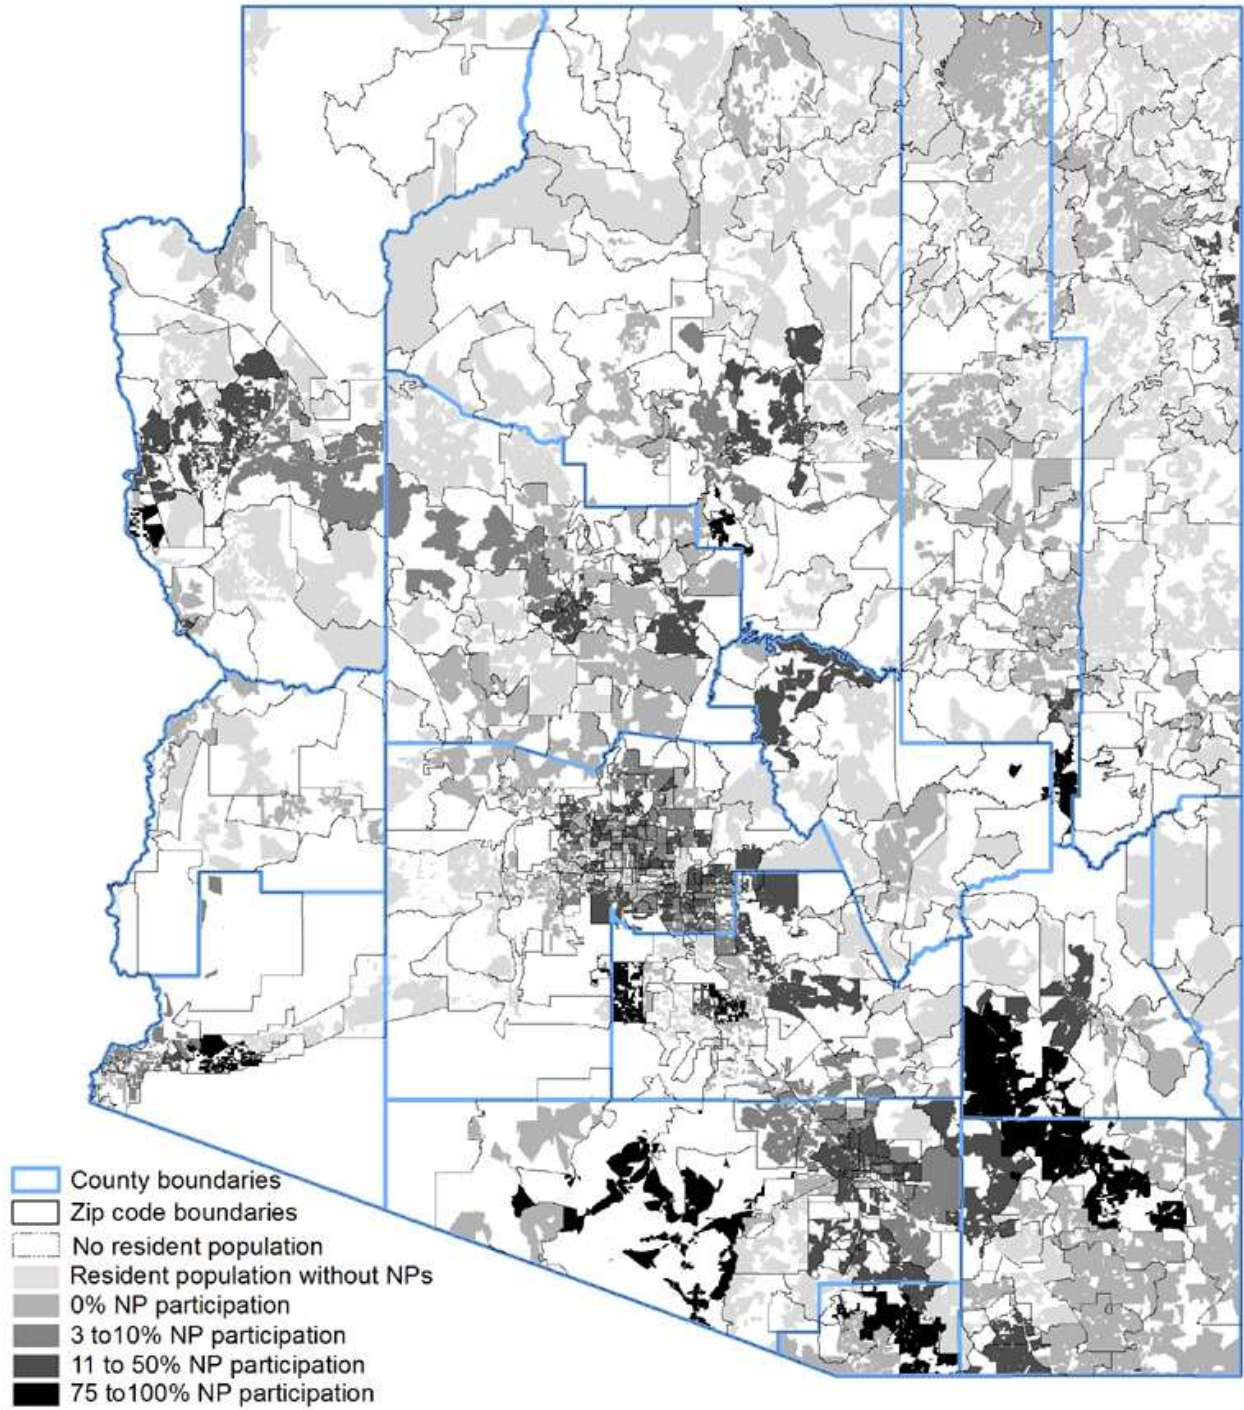 County boundaries
Zip code boundaries
No resident population
Resident population without NPs
0% NP participation
3 to10% NP participation
11 to 50% NP participation
75 to100% NP participation